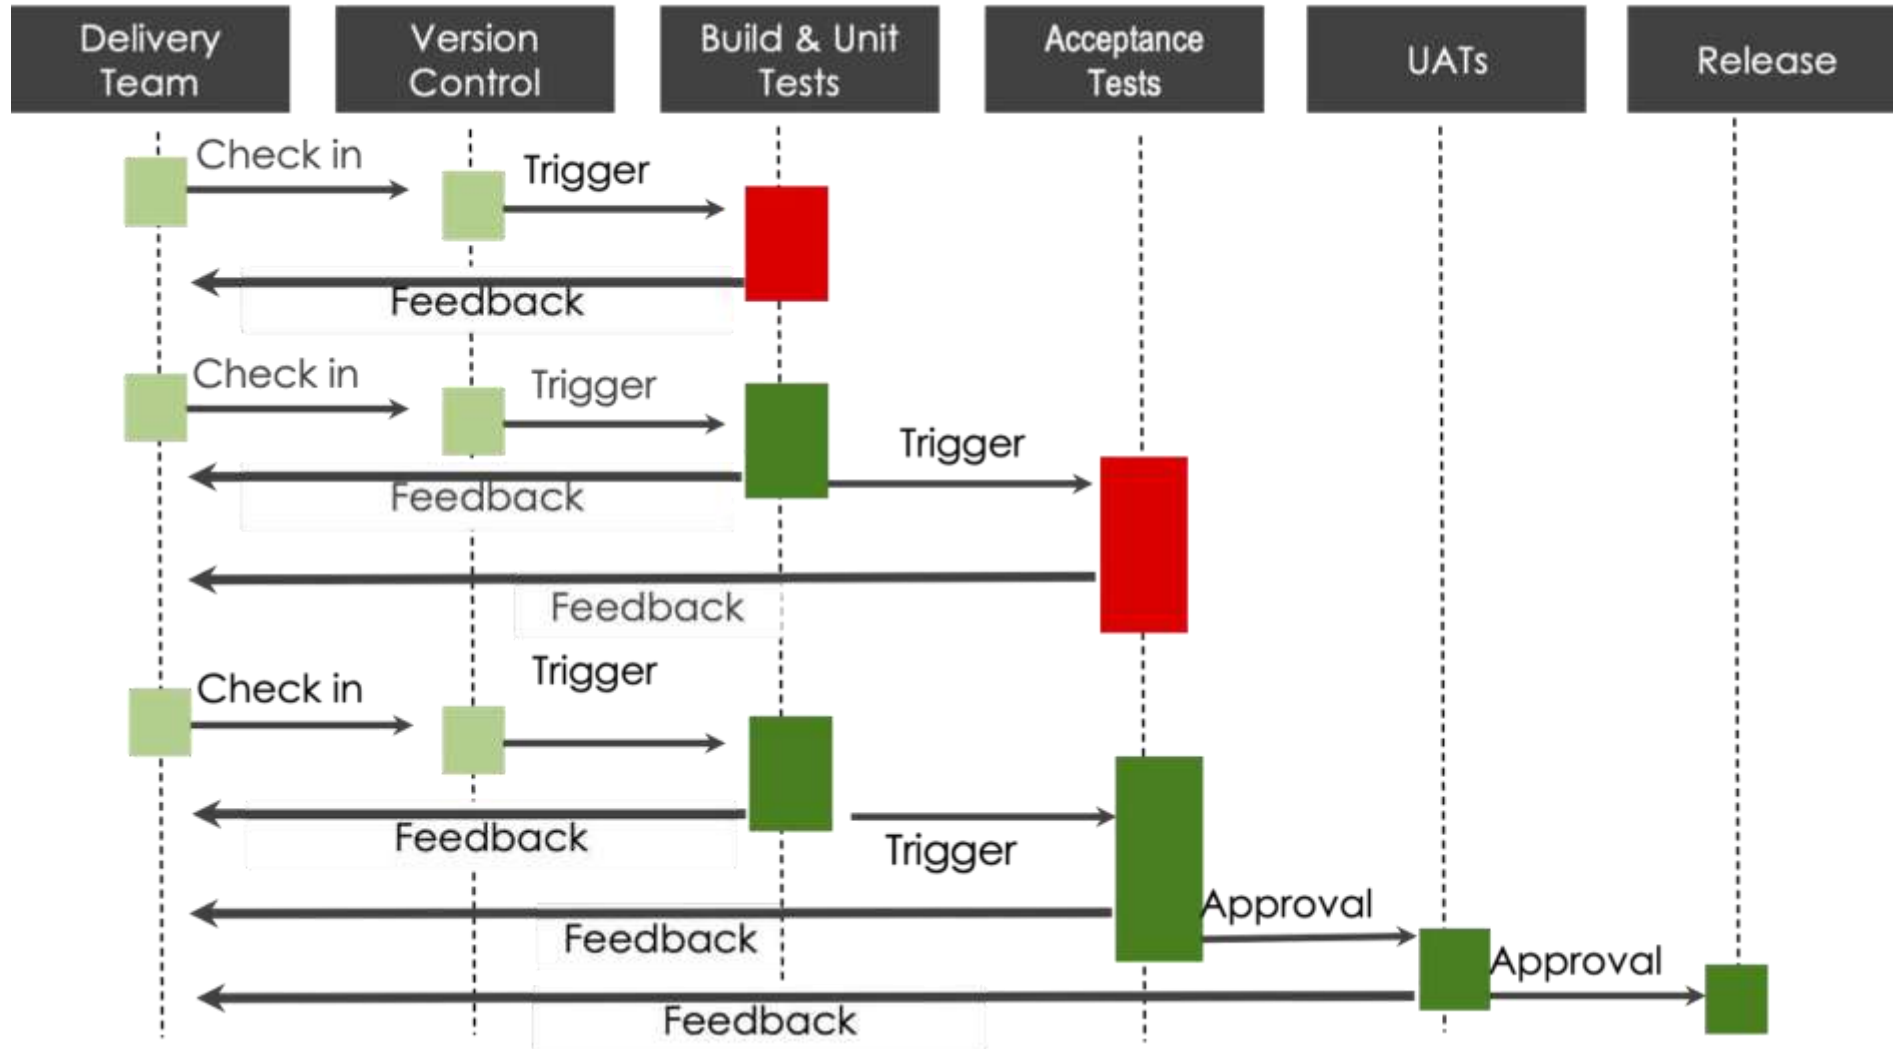 Delivery
Team
Version
Control
Build & Unit
Tests
Acceptance
Tests
UATs
Release
Check in
Trigger
Feedback
Check in
Trigger
Trigger
Feedback
Feedback
Trigger
Check in
Feedback
Trigger
Approval
Feedback
Approval
Feedback